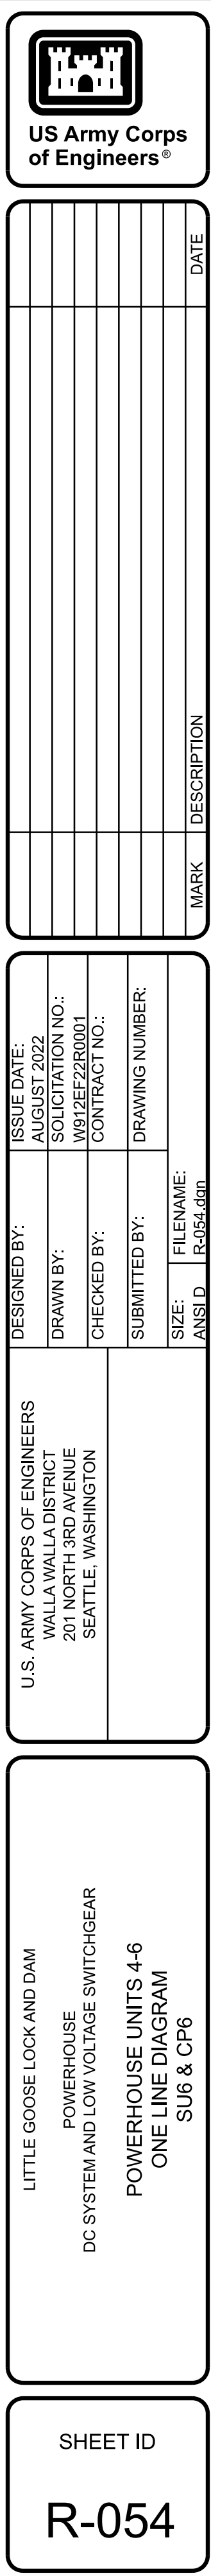 US Army Corps
of Engineers®
DATE
DESCRIPTION
MARK
ISSUE DATE:
AUGUST 2022
SOLICITATION NO.:
W912EF22R0001
CONTRACT NO.:
DRAWING NUMBER:
DESIGNED BY:
DRAWN BY:
CHECKED BY:
SUBMITTED BY:
FILENAME:
R-054.dgn
SIZE:
ANSI D
U.S. ARMY CORPS OF ENGINEERS
WALLA WALLA DISTRICT
201 NORTH 3RD AVENUE
SEATTLE, WASHINGTON
LITTLE GOOSE LOCK AND DAM
POWERHOUSE
DC SYSTEM AND LOW VOLTAGE SWITCHGEAR
POWERHOUSE UNITS 4-6
ONE LINE DIAGRAM
SU6 & CP6
SHEET ID
R-054